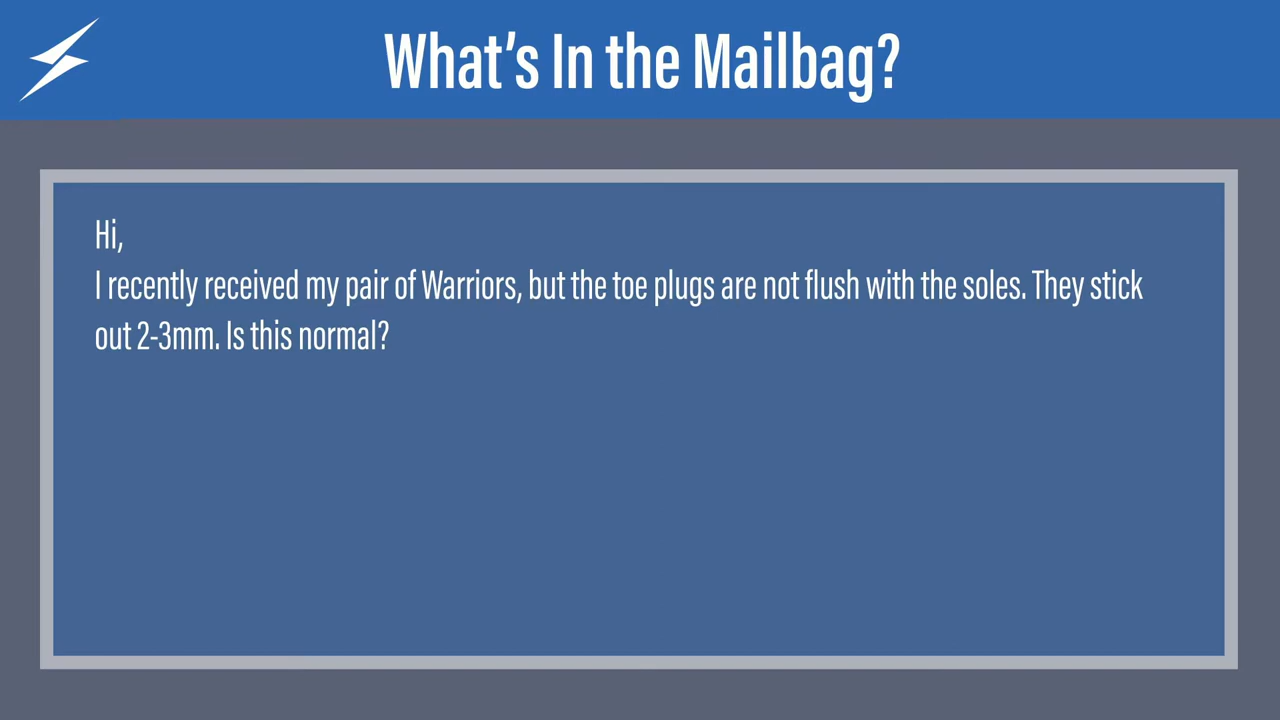 What's In the Mailbag?
Hi,
I recently received my pair of Warriors, but the toe plugs are not flush with the soles. They stick
out 2-3mm. Is this normal?